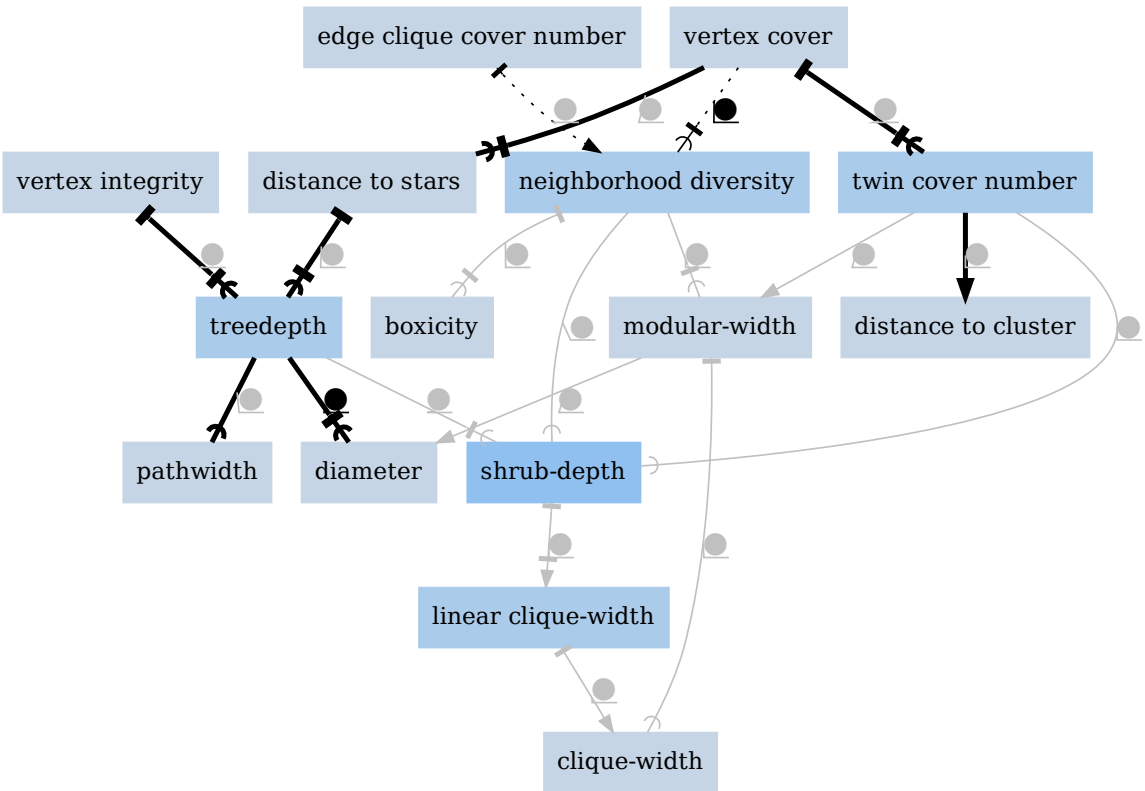 edge clique cover number
vertex cover
vertex integrity
distance to stars
neighborhood diversity
twin cover number
treedepth
boxicity
modular-width
distance to cluster
pathwidth
diameter
shrub-depth
linear clique-width
clique-width